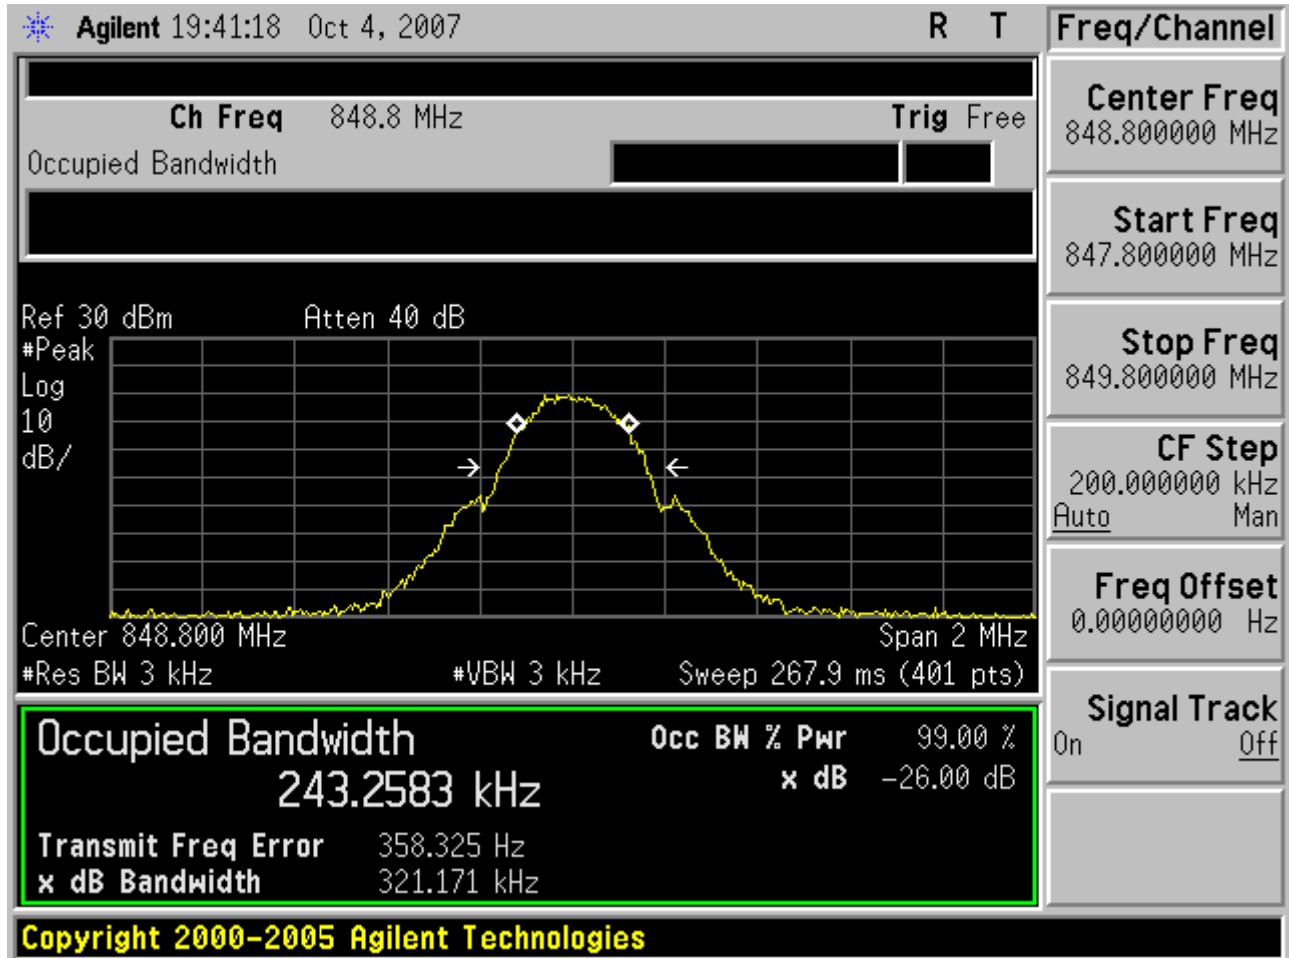 Agilent 19:41:18 Oct 4, 2007 R T
Freq/Channel
Ch Freq 848.8 MHz Trig Free
Occupied Bandwidth
Center Freq
848.800000 MHz
Start Freq
847.800000 MHz
Stop Freq
849.800000 MHz
CF Step
200.000000 kHz
Auto Man
Freq Offset
0.00000000 Hz
Signal Track
On Off
Ref 30 dBm Atten 40 dB
#Peak
Log
10
dB/
Center 848.800 MHz Span 2 MHz
#Res BW 3 kHz #VBW 3 kHz Sweep 267.9 ms (401 pts)
Occupied Bandwidth Occ BW % Pwr 99.00 %
243.2583 kHz x dB -26.00 dB
Transmit Freq Error 358.325 Hz
x dB Bandwidth 321.171 kHz
Copyright 2000-2005 Agilent Technologies